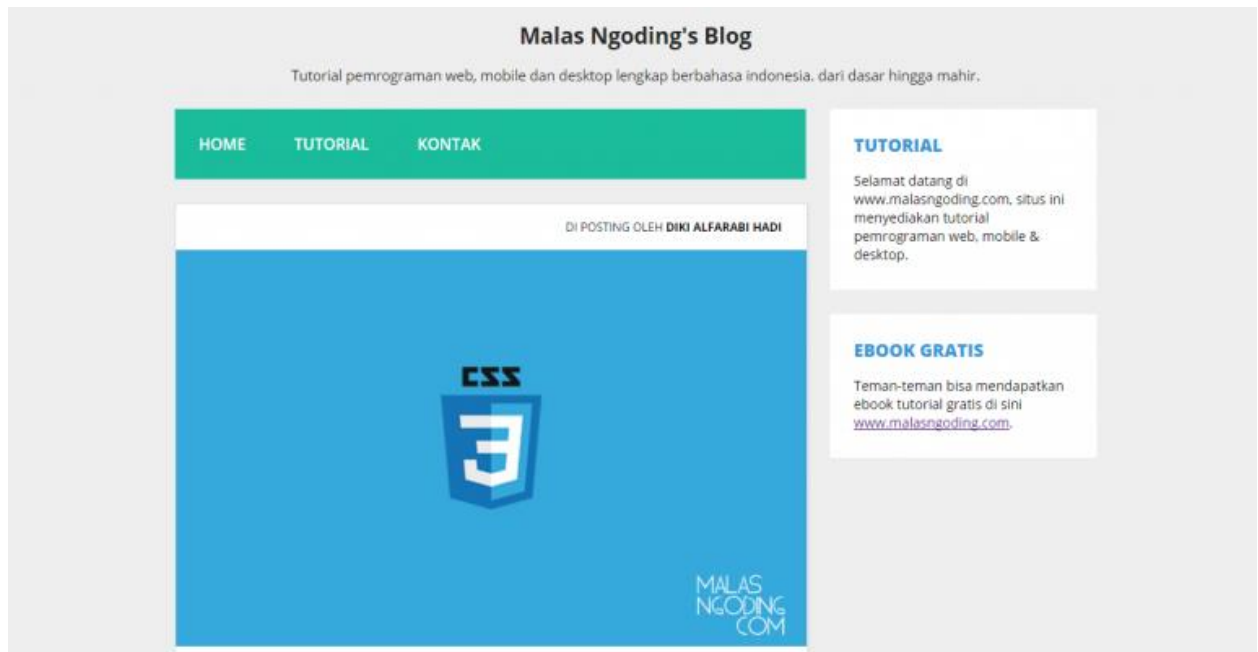 Malas Ngoding's Blog
Tutorial pemrograman web, mobile dan desktop lengkap berbahasa indonesia. dari dasar hingga mahir.
HOME TUTORIAL KONTAK
DI POSTING OLEH DIKI ALFARABI HADI
CSS
3
MALAS
NGODING
COM
TUTORIAL
Selamat datang di
www.malasngoding.com, situs ini
menyediakan tutorial
pemrograman web, mobile &
desktop.
EBOOK GRATIS
Teman-teman bisa mendapatkan
ebook tutorial gratis di sini
www.malasngoding.com.